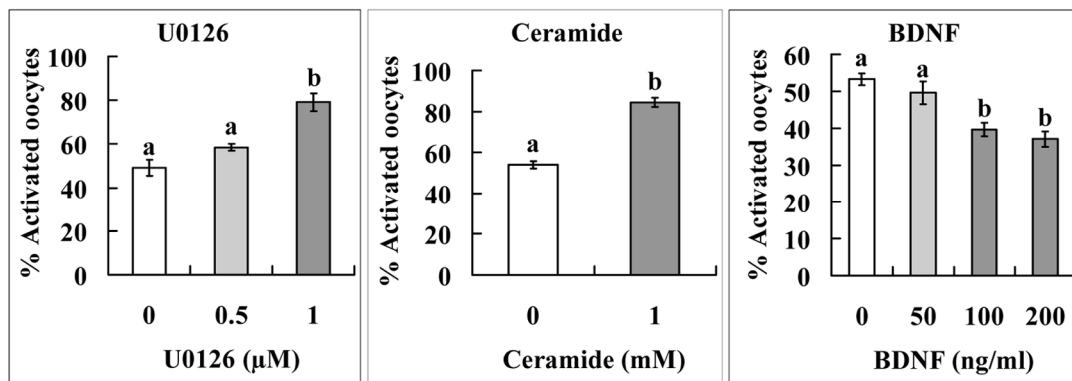 U0126
% Activated oocytes
100
80
60
40
20
0
a
a
b
0 0.5 1
U0126 (µM)
Ceramide
% Activated oocytes
100
80
60
40
20
0
a
b
0 1
Ceramide (mM)
BDNF
% Activated oocytes
60
50
40
30
20
10
0
a
a
b
b
0 50 100 200
BDNF (ng/ml)